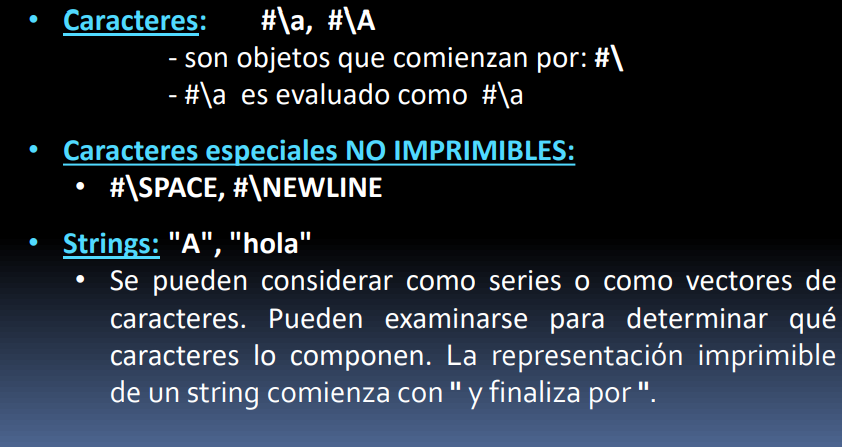 • Caracteres: #\a, #\A
- son objetos que comienzan por: #\
- #\a es evaluado como #\a
• Caracteres especiales NO IMPRIMIBLES:
• #\SPACE, #\NEWLINE
• Strings: "A", "hola"
• Se pueden considerar como series o como vectores de
caracteres. Pueden examinarse para determinar qué
caracteres lo componen. La representación imprimible
de un string comienza con " y finaliza por ".